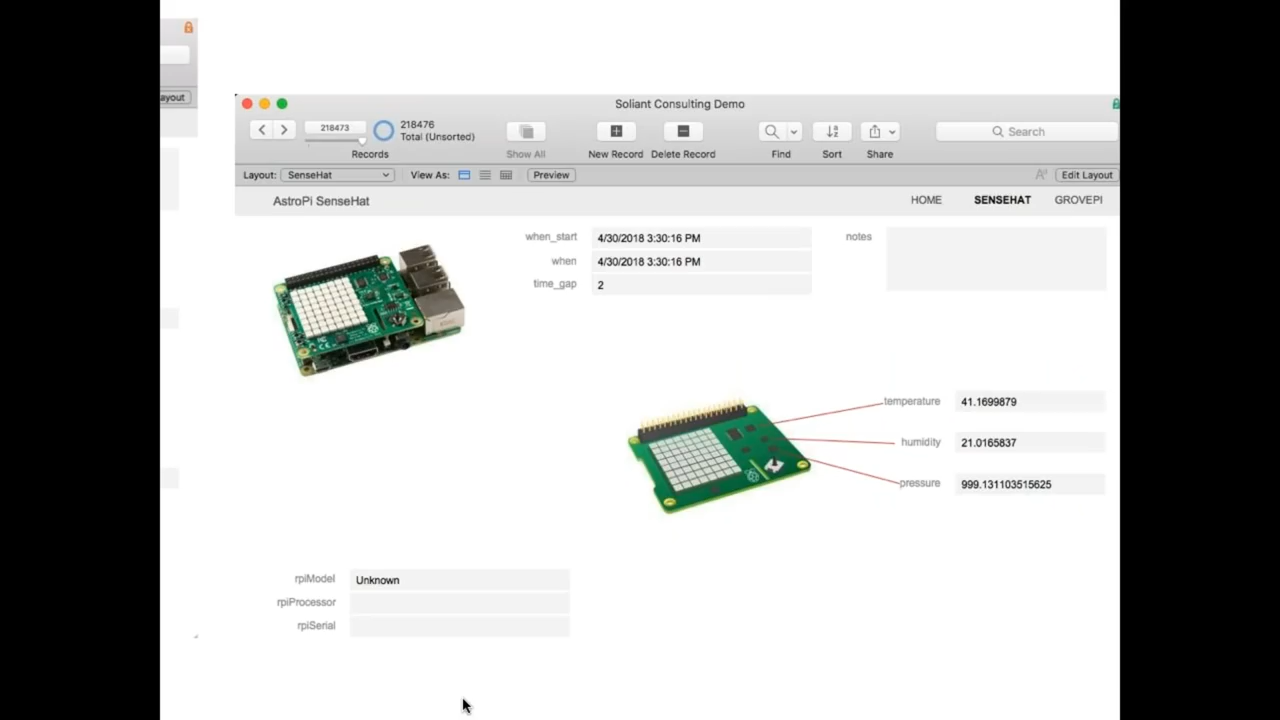 ayout
Soliant Consulting Demo
218473
218476
Total (Unsorted)
Records
Show All
New Record
Delete Record
Find
Sort
Share
Search
Layout: SenseHat
View As:
Preview
Edit Layout
AstroPi SenseHat
HOME
SENSEHAT
GROVEPI
when_start 4/30/2018 3:30:16 PM
notes
when 4/30/2018 3:30:16 PM
time_gap 2
temperature 41.1699879
humidity 21.0165837
pressure 999.131103515625
rpiModel Unknown
rpiProcessor
rpiSerial